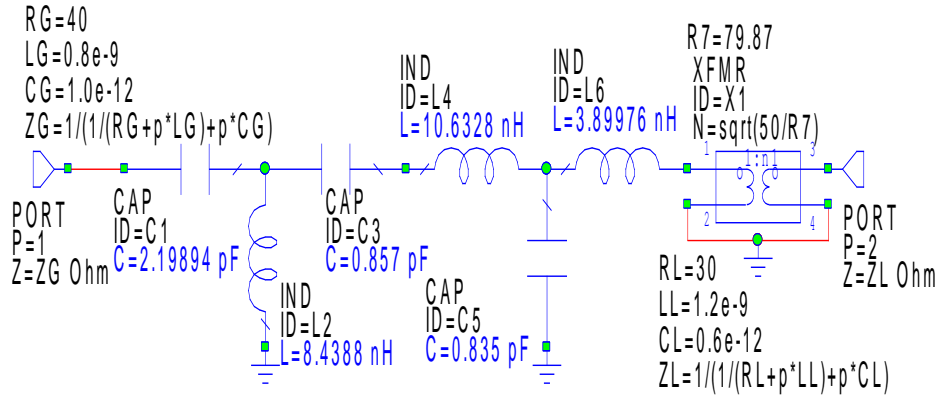 RG=40
LG=0.8e-9
CG=1.0e-12
ZG=1/(1/(RG+p*LG)+p*CG)
PORT
P=1
Z=ZG Ohm
CAP
ID=C1
C=2.19894 pF
IND
ID=L2
L=8.4388 nH
CAP
ID=C3
C=0.857 pF
IND
ID=L4
L=10.6328 nH
CAP
ID=C5
C=0.835 pF
IND
ID=L6
L=3.89976 nH
R7=79.87
XFMR
ID=X1
N=sqrt(50/R7)
1
1:n1
3
o
o
2
4
PORT
P=2
Z=ZL Ohm
RL=30
LL=1.2e-9
CL=0.6e-12
ZL=1/(1/(RL+p*LL)+p*CL)